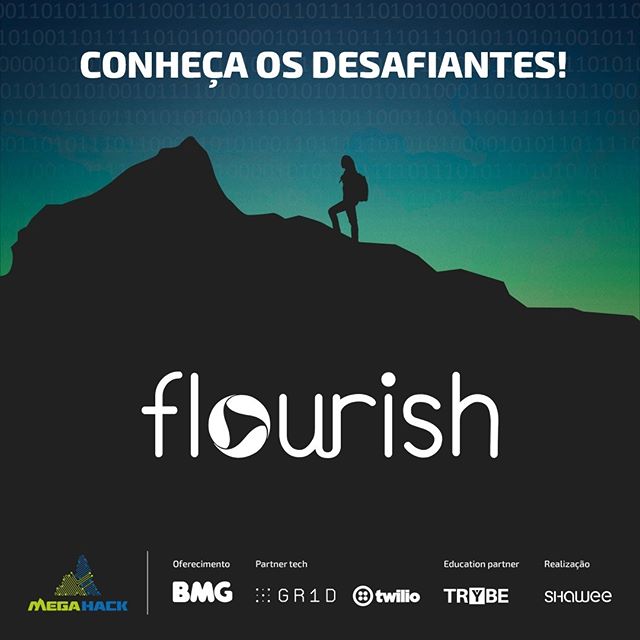 CONHEÇA OS DESAFIANTES!
flourish
Oferecimento
Partner tech
Education partner
Realização
MEGAHACK
BMG
GR1D
twilio
TRYBE
SHAWEE